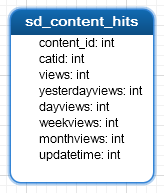 sd_content_hits
content_id: int
catid: int
views: int
yesterdayviews: int
dayviews: int
weekviews: int
monthviews: int
updatetime: int